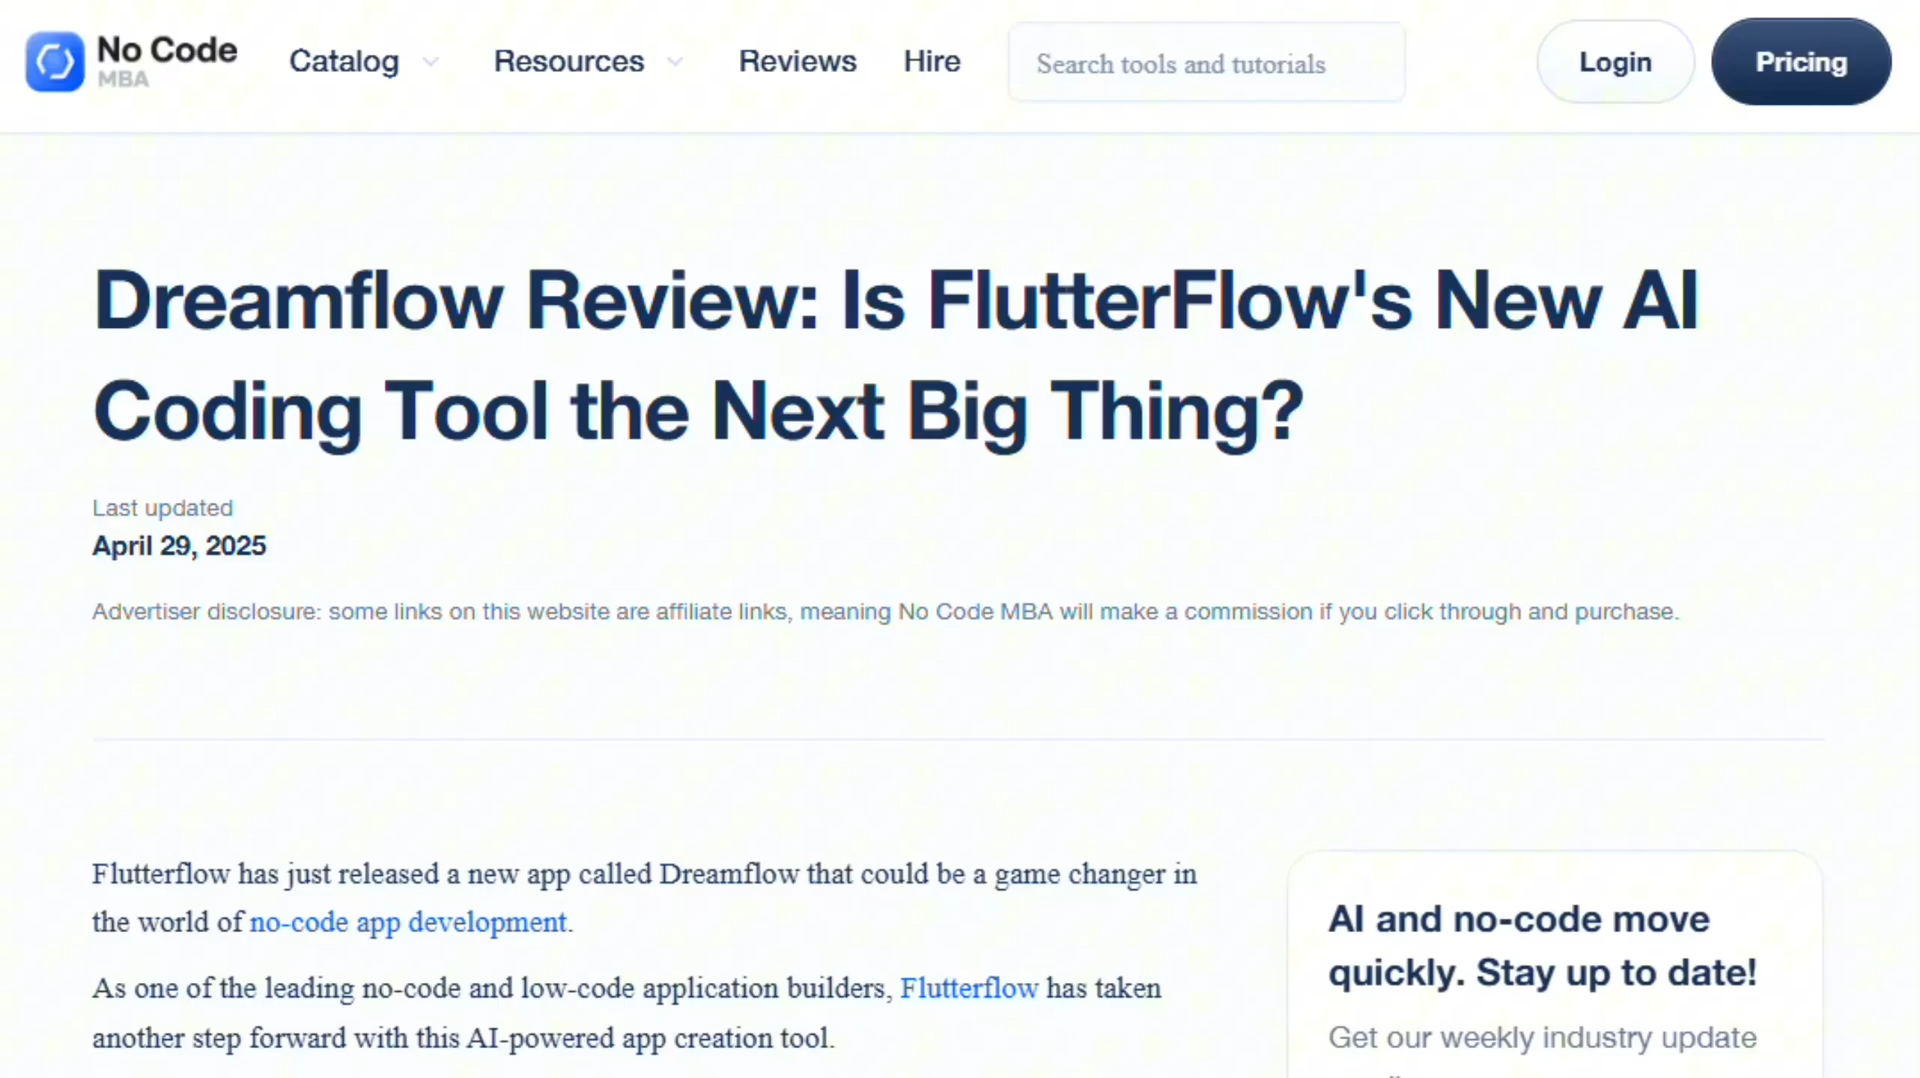 No Code
MBA
Catalog
Resources
Reviews
Hire
Search tools and tutorials
Login
Pricing
Dreamflow Review: Is FlutterFlow's New AI
Coding Tool the Next Big Thing?
Last updated
April 29, 2025
Advertiser disclosure: some links on this website are affiliate links, meaning No Code MBA will make a commission if you click through and purchase.
Flutterflow has just released a new app called Dreamflow that could be a game changer in
the world of no-code app development.
As one of the leading no-code and low-code application builders, Flutterflow has taken
another step forward with this AI-powered app creation tool.
AI and no-code move
quickly. Stay up to date!
Get our weekly industry update